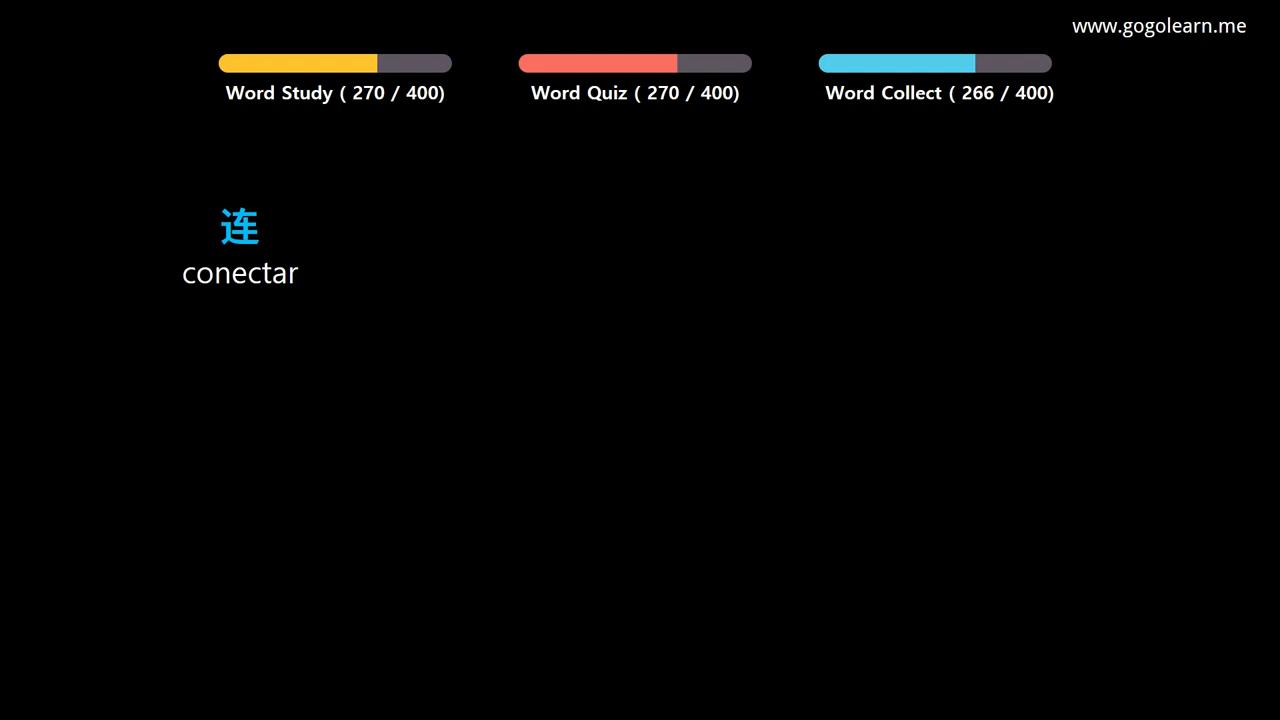 www.gogolearn.me
Word Study ( 270 / 400)
Word Quiz ( 270 / 400)
Word Collect ( 266 / 400)
连
conectar